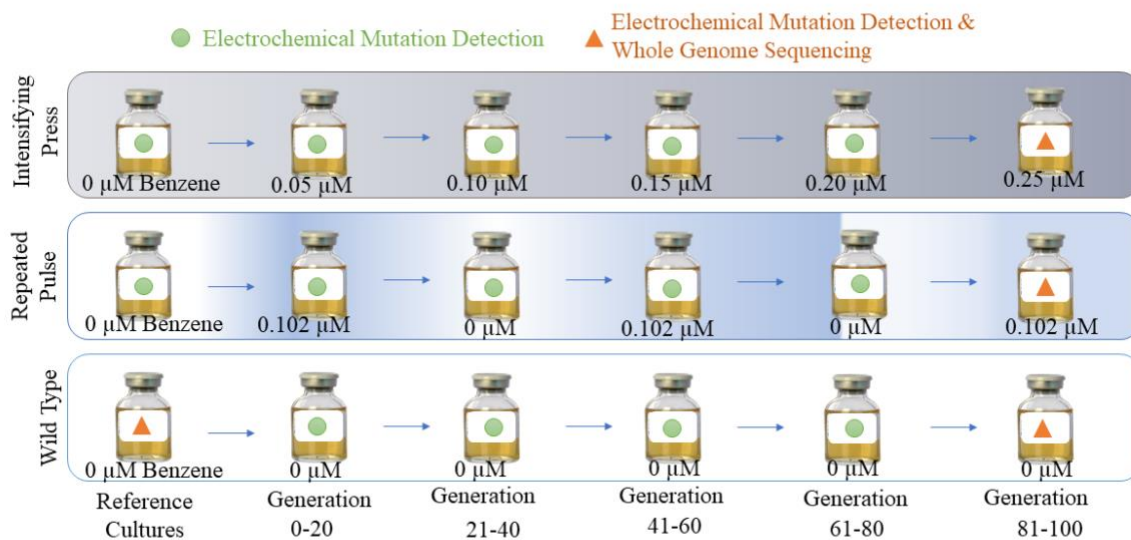 Electrochemical Mutation Detection
Electrochemical Mutation Detection &
Whole Genome Sequencing
Intensifying
Press
0 µM Benzene
0.05 µM
0.10 µM
0.15 µM
0.20 µM
0.25 µM
Repeated
Pulse
0 µM Benzene
0.102 µM
0 µM
0.102 µM
0 µM
0.102 µM
Wild Type
0 µM Benzene
0 µM
0 µM
0 µM
0 µM
0 µM
Reference
Cultures
Generation
0-20
Generation
21-40
Generation
41-60
Generation
61-80
Generation
81-100